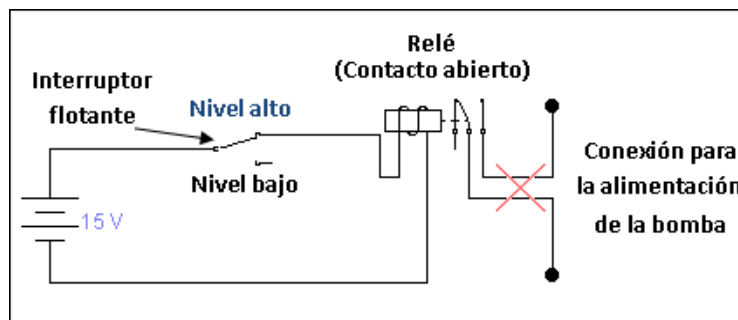 Relé
(Contacto abierto)
Interruptor
flotante
Nivel alto
Nivel bajo
15 V
Conexión para
la alimentación
de la bomba